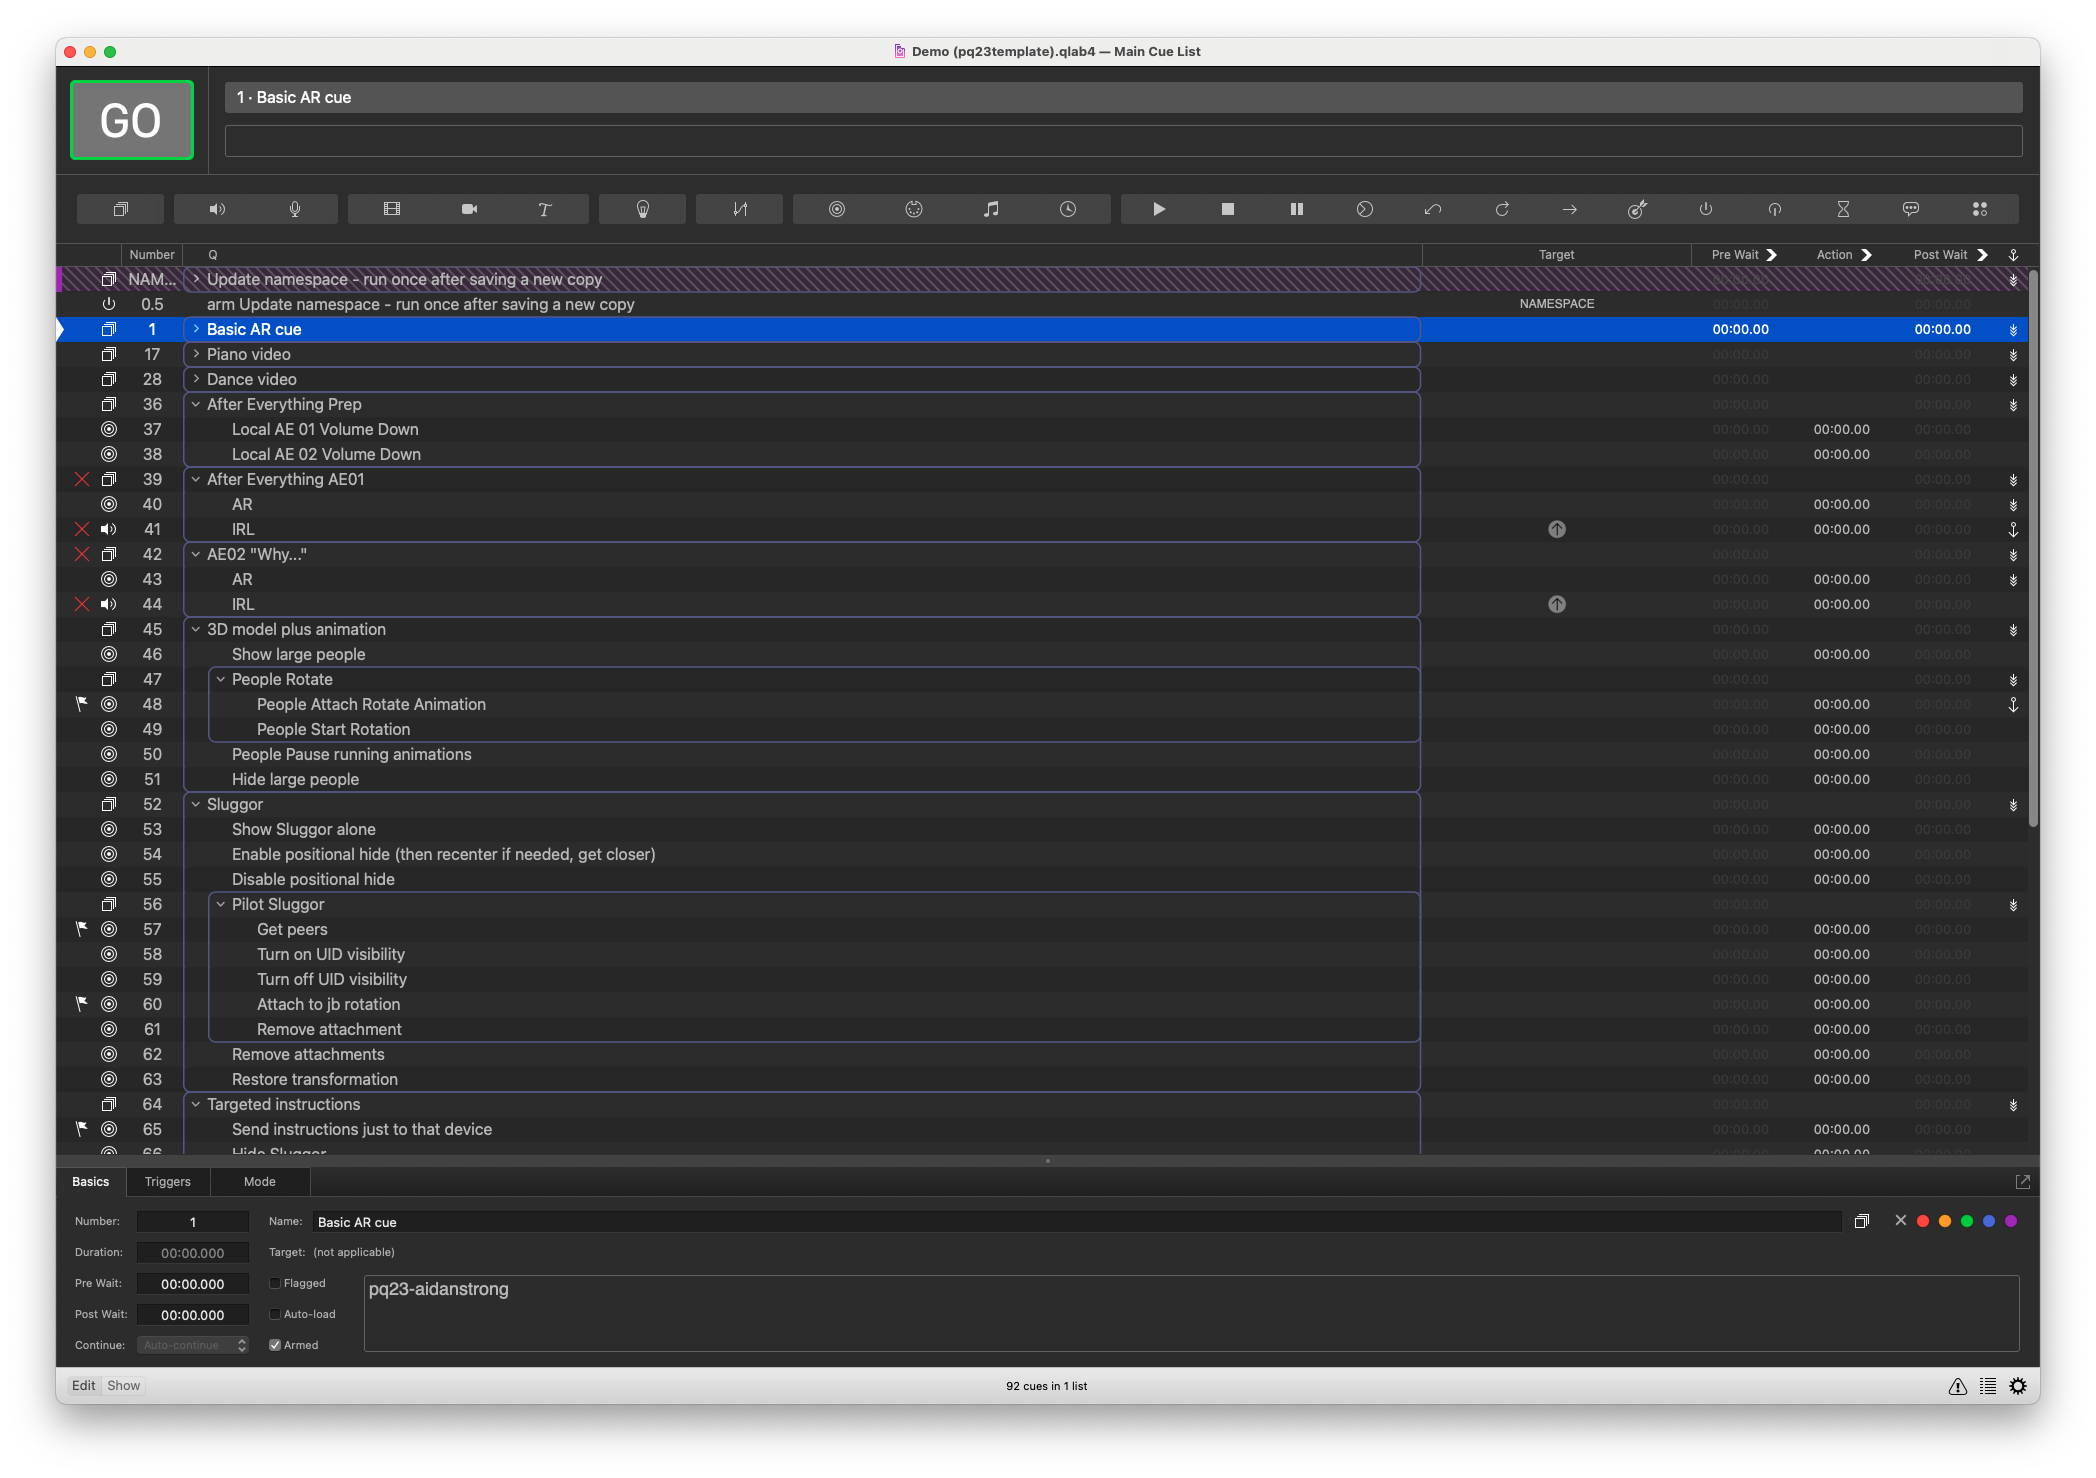 Demo (pq23template).qlab4 — Main Cue List
GO
1 · Basic AR cue
Number Q Target Pre Wait Action Post Wait
NAM... Update namespace - run once after saving a new copy 00:00.00 00:00.00
0.5 arm Update namespace - run once after saving a new copy NAMESPACE 00:00.00 00:00.00
1 Basic AR cue 00:00.00 00:00.00
17 Piano video 00:00.00 00:00.00
28 Dance video 00:00.00 00:00.00
36 After Everything Prep 00:00.00 00:00.00
37 Local AE 01 Volume Down 00:00.00 00:00.00 00:00.00
38 Local AE 02 Volume Down 00:00.00 00:00.00 00:00.00
39 After Everything AE01 00:00.00 00:00.00
40 AR 00:00.00 00:00.00 00:00.00
41 IRL 00:00.00 00:00.00 00:00.00
42 AE02 "Why..." 00:00.00 00:00.00
43 AR 00:00.00 00:00.00 00:00.00
44 IRL 00:00.00 00:00.00 00:00.00
45 3D model plus animation 00:00.00 00:00.00
46 Show large people 00:00.00 00:00.00 00:00.00
47 People Rotate 00:00.00 00:00.00
48 People Attach Rotate Animation 00:00.00 00:00.00 00:00.00
49 People Start Rotation 00:00.00 00:00.00 00:00.00
50 People Pause running animations 00:00.00 00:00.00 00:00.00
51 Hide large people 00:00.00 00:00.00 00:00.00
52 Sluggor 00:00.00 00:00.00
53 Show Sluggor alone 00:00.00 00:00.00 00:00.00
54 Enable positional hide (then recenter if needed, get closer) 00:00.00 00:00.00 00:00.00
55 Disable positional hide 00:00.00 00:00.00 00:00.00
56 Pilot Sluggor 00:00.00 00:00.00
57 Get peers 00:00.00 00:00.00 00:00.00
58 Turn on UID visibility 00:00.00 00:00.00 00:00.00
59 Turn off UID visibility 00:00.00 00:00.00 00:00.00
60 Attach to jb rotation 00:00.00 00:00.00 00:00.00
61 Remove attachment 00:00.00 00:00.00 00:00.00
62 Remove attachments 00:00.00 00:00.00 00:00.00
63 Restore transformation 00:00.00 00:00.00 00:00.00
64 Targeted instructions 00:00.00 00:00.00
65 Send instructions just to that device 00:00.00 00:00.00 00:00.00
66 Hide Sluggor 00:00.00 00:00.00 00:00.00
Basics Triggers Mode
Number: 1 Name: Basic AR cue
Duration: 00:00.000 Target: (not applicable)
Pre Wait: 00:00.000 Flagged pq23-aidanstrong
Post Wait: 00:00.000 Auto-load
Continue: Auto-continue Armed
Edit Show 92 cues in 1 list